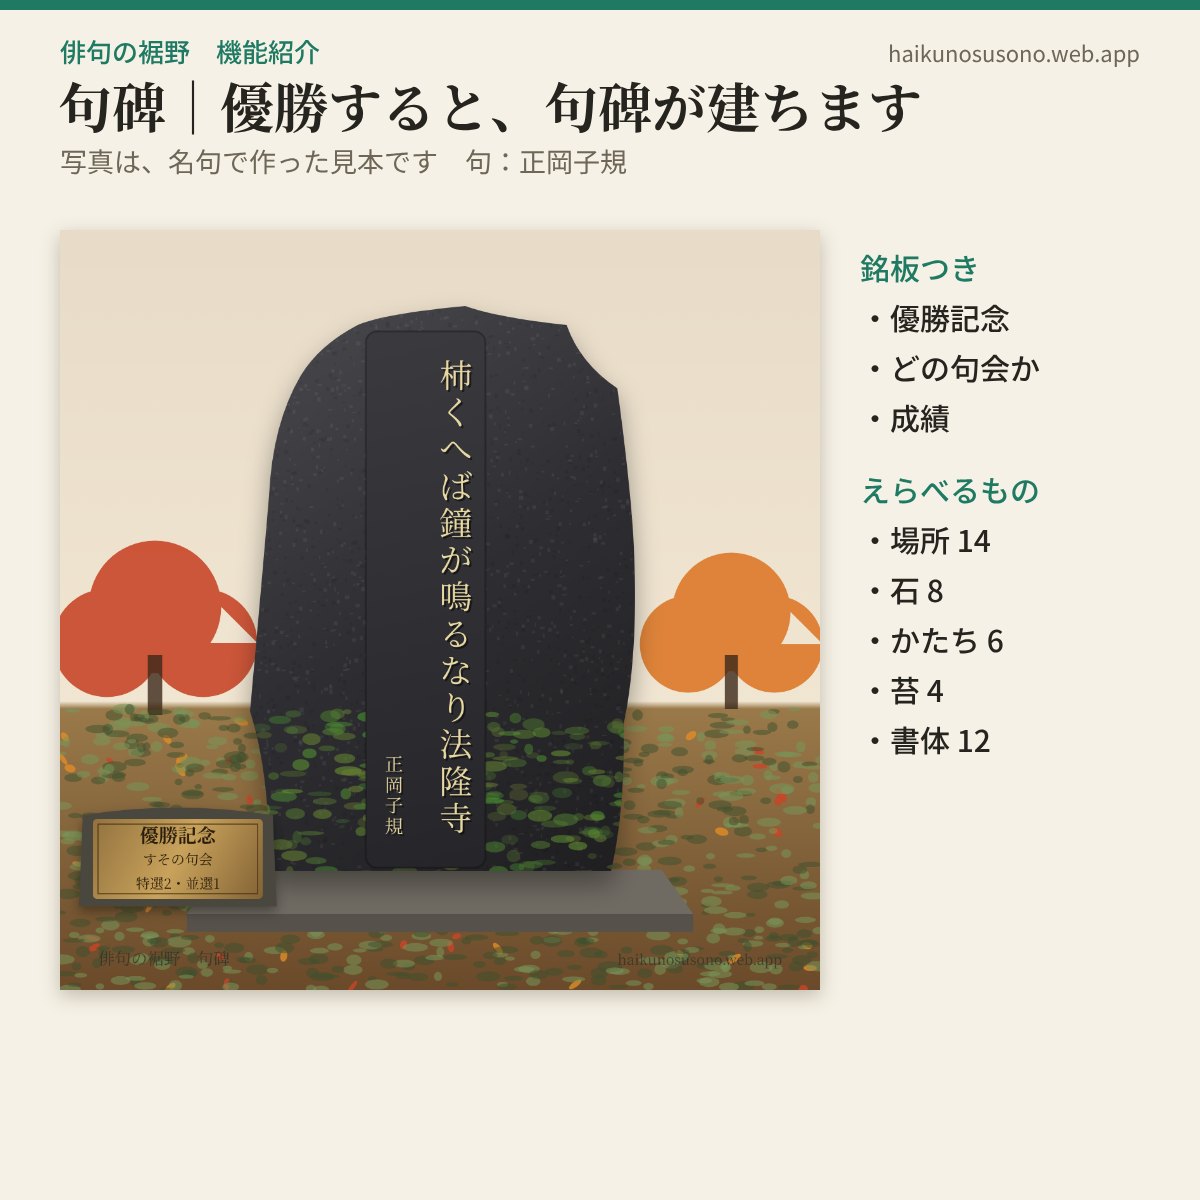 俳句の裾野　機能紹介
haikunosusono.web.app
句碑｜優勝すると、句碑が建ちます
写真は、名句で作った見本です　句：正岡子規
柿くへば鐘が鳴るなり法隆寺
正岡子規
優勝記念
すその句会
特選2・並選1
俳句の裾野　句碑
haikunosusono.web.app
銘板つき
・優勝記念
・どの句会か
・成績
えらべるもの
・場所 14
・石 8
・かたち 6
・苔 4
・書体 12